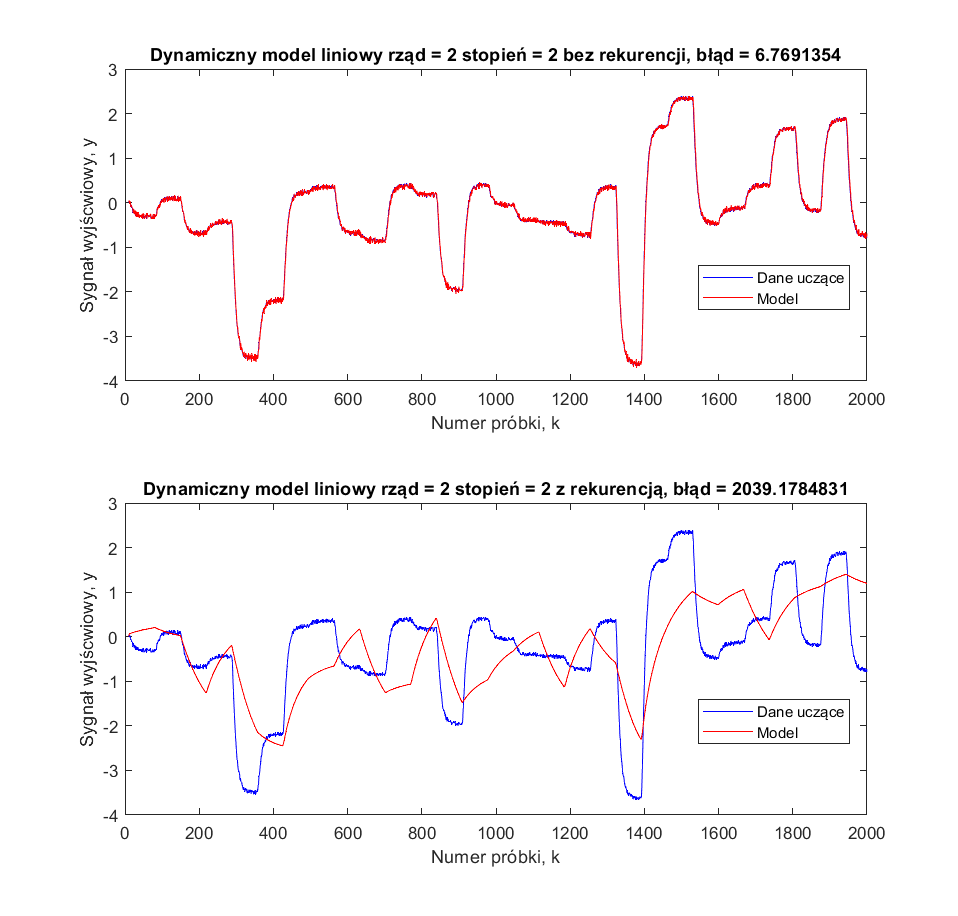 Dynamiczny model liniowy rząd = 2 stopień = 2 bez rekurencji, błąd = 6.7691354
3
2
1
0
-1
-2
-3
-4
Sygnał wyjścwiowy, y
Dane uczące
Model
0 200 400 600 800 1000 1200 1400 1600 1800 2000
Numer próbki, k
Dynamiczny model liniowy rząd = 2 stopień = 2 z rekurencją, błąd = 2039.1784831
3
2
1
0
-1
-2
-3
-4
Sygnał wyjścwiowy, y
Dane uczące
Model
0 200 400 600 800 1000 1200 1400 1600 1800 2000
Numer próbki, k